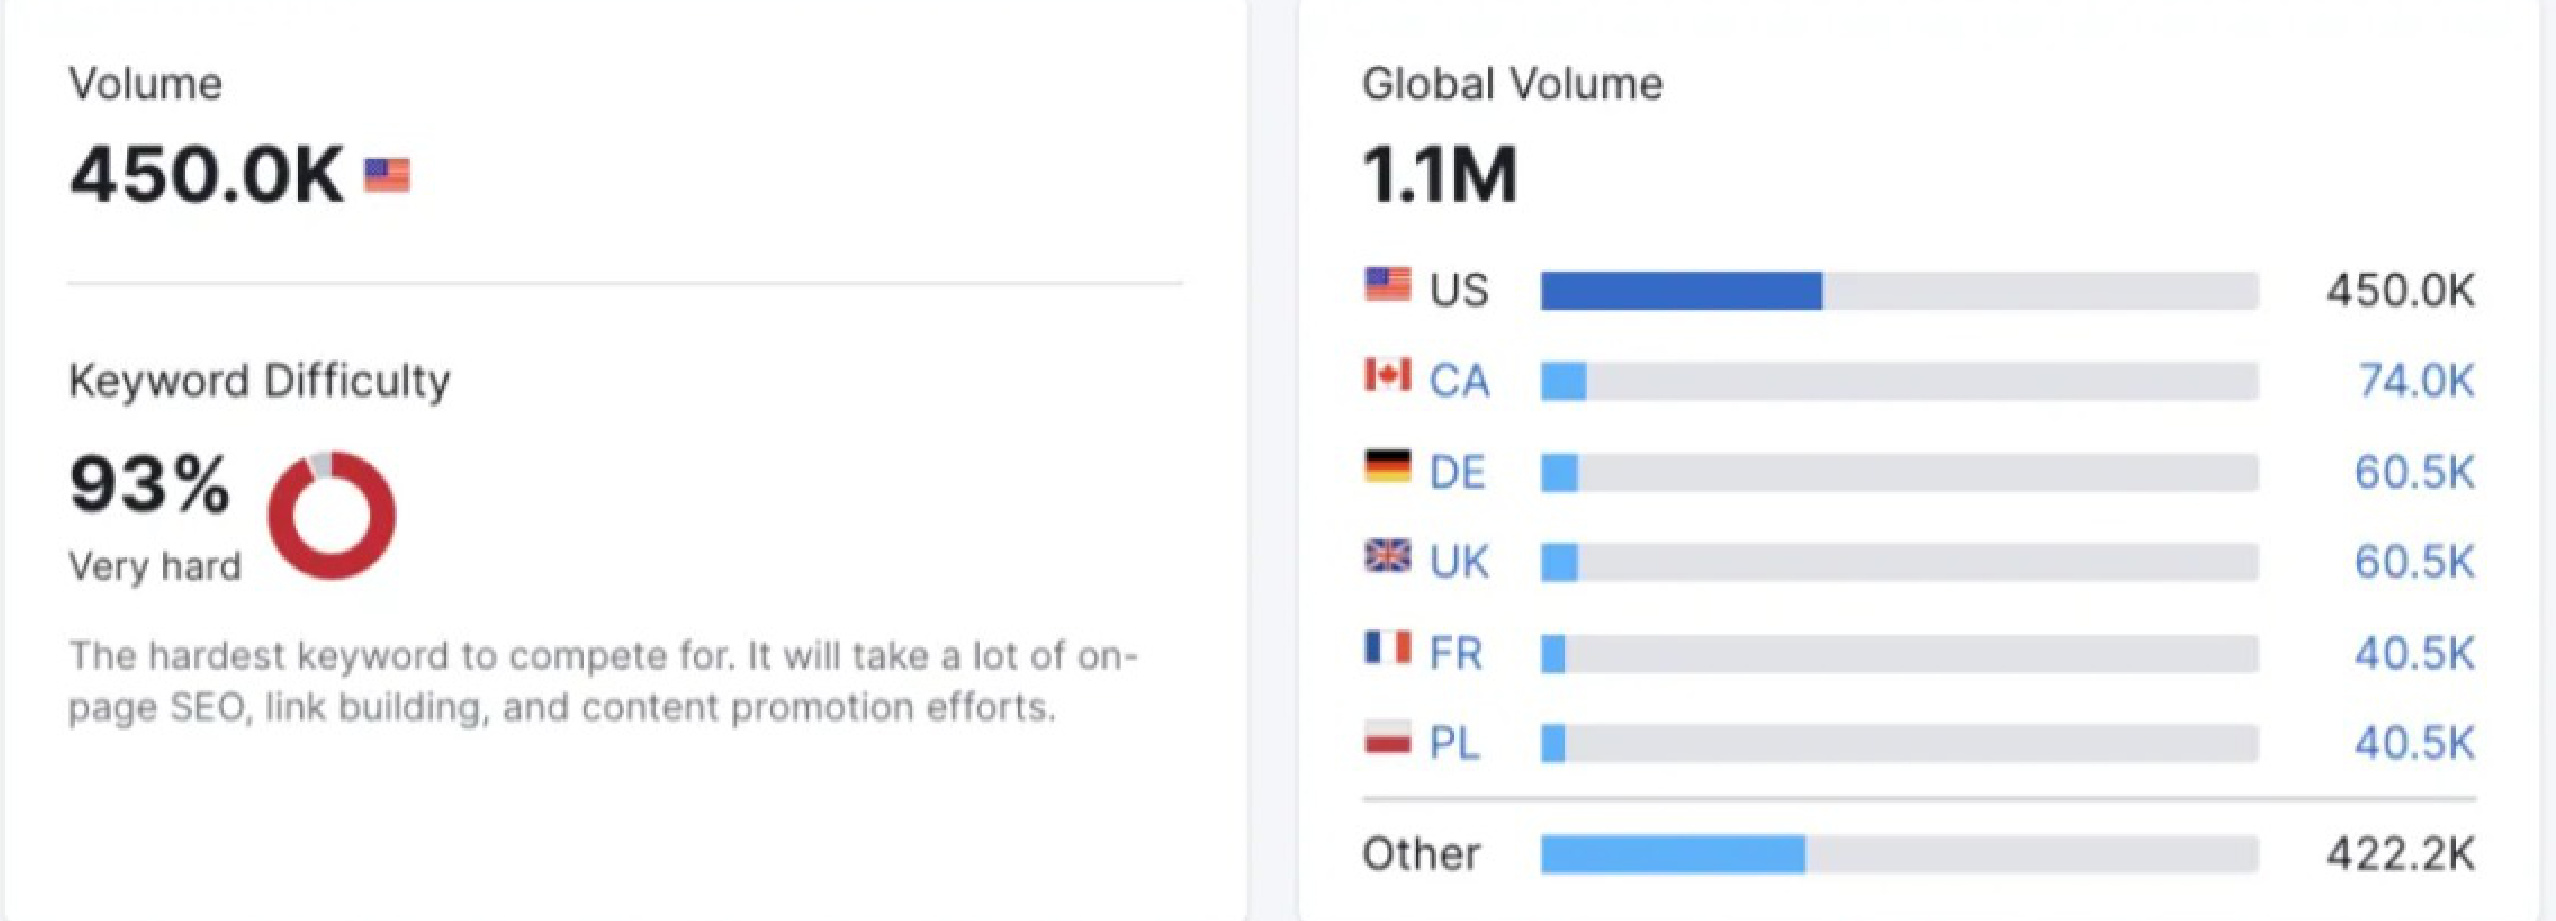 Volume
450.0K
Keyword Difficulty
93%
Very hard
The hardest keyword to compete for. It will take a lot of on-
page SEO, link building, and content promotion efforts.
Global Volume
1.1M
US 450.0K
CA 74.0K
DE 60.5K
UK 60.5K
FR 40.5K
PL 40.5K
Other 422.2K